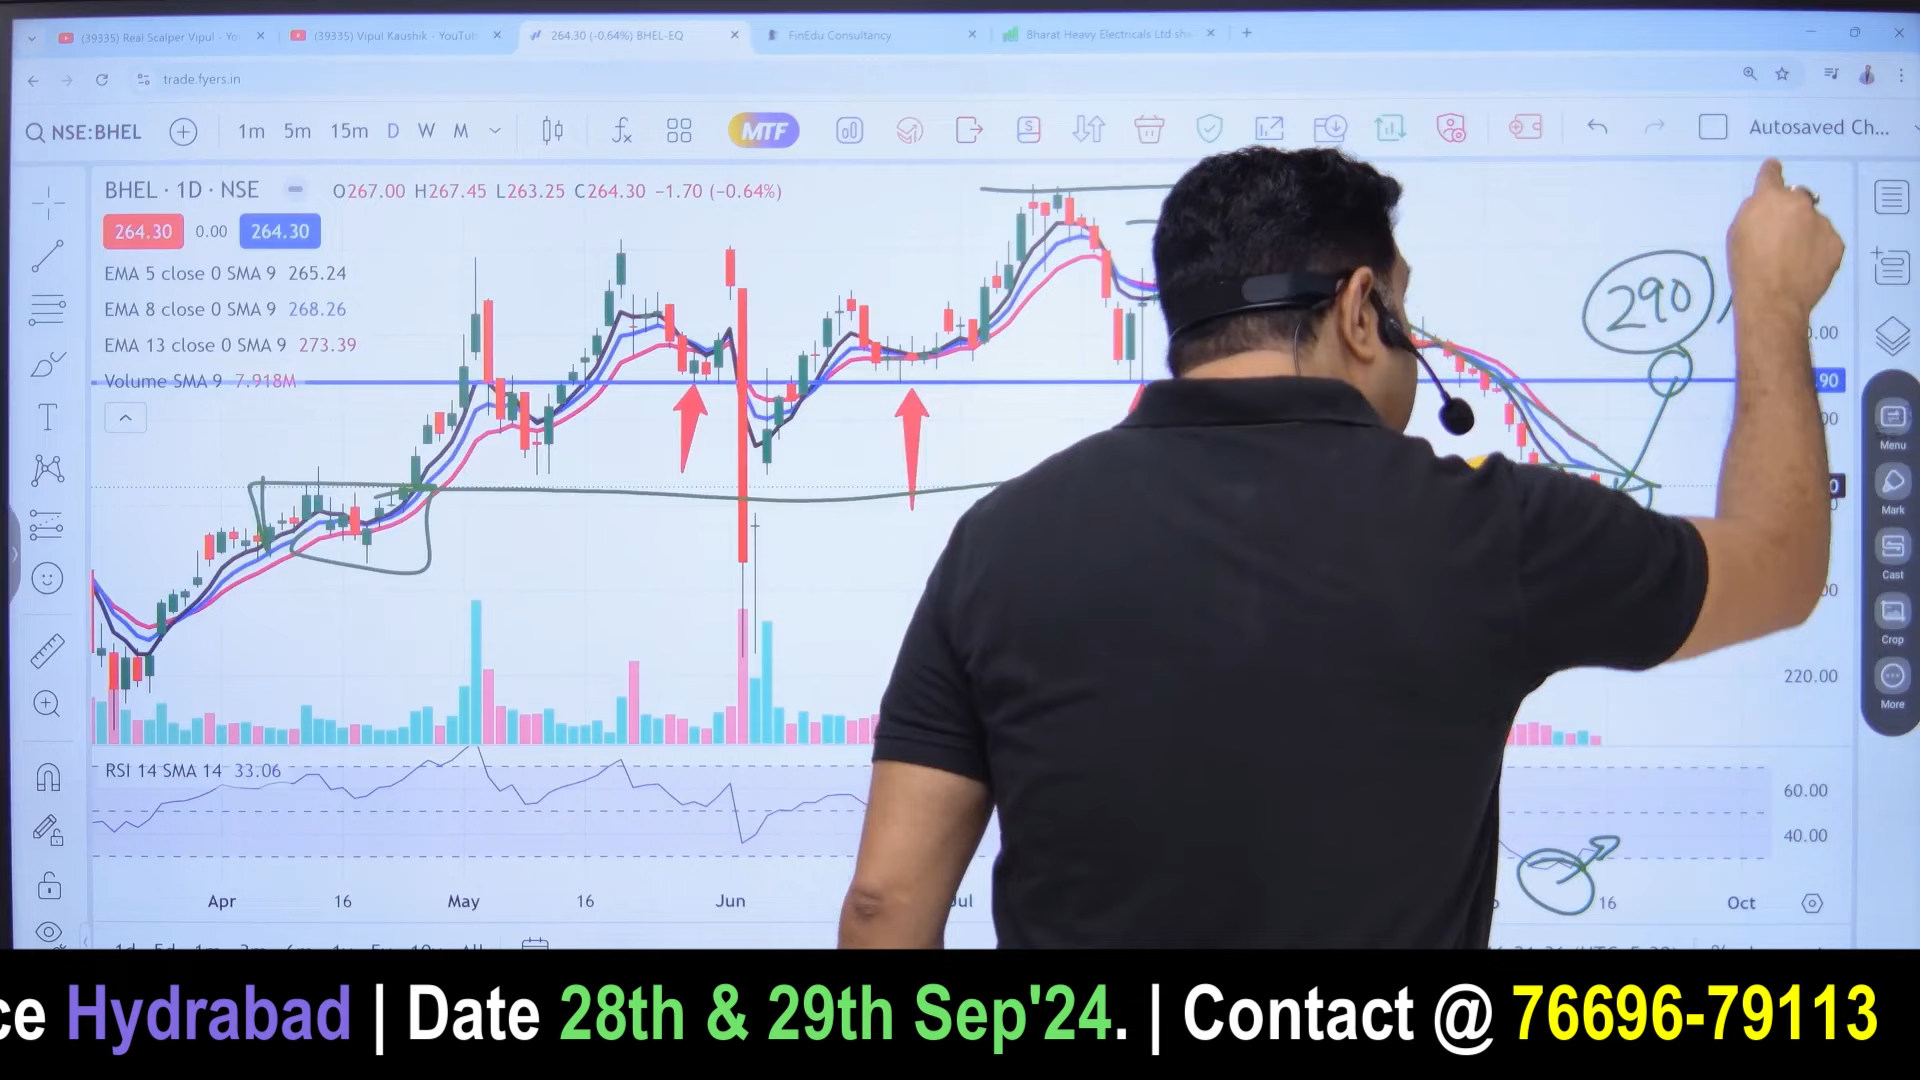 (39335) Real Scalper Vipul - Yo
(39335) Vipul Kaushik - YouTub
264.30 (-0.64%) BHEL-EQ
FinEdu Consultancy
Bharat Heavy Electricals Ltd sha
trade.fyers.in
NSE:BHEL 1m 5m 15m D W M MTF Autosaved Ch...
BHEL · 1D · NSE O267.00 H267.45 L263.25 C264.30 −1.70 (−0.64%)
264.30 0.00 264.30
EMA 5 close 0 SMA 9 265.24
EMA 8 close 0 SMA 9 268.26
EMA 13 close 0 SMA 9 273.39
Volume SMA 9 7.918M
290
Menu
Mark
Cast
Crop
More
220.00
RSI 14 SMA 14 33.06
60.00
40.00
Apr 16 May 16 Jun Jul 16 Oct
Hydrabad | Date 28th & 29th Sep'24. | Contact @ 76696-79113